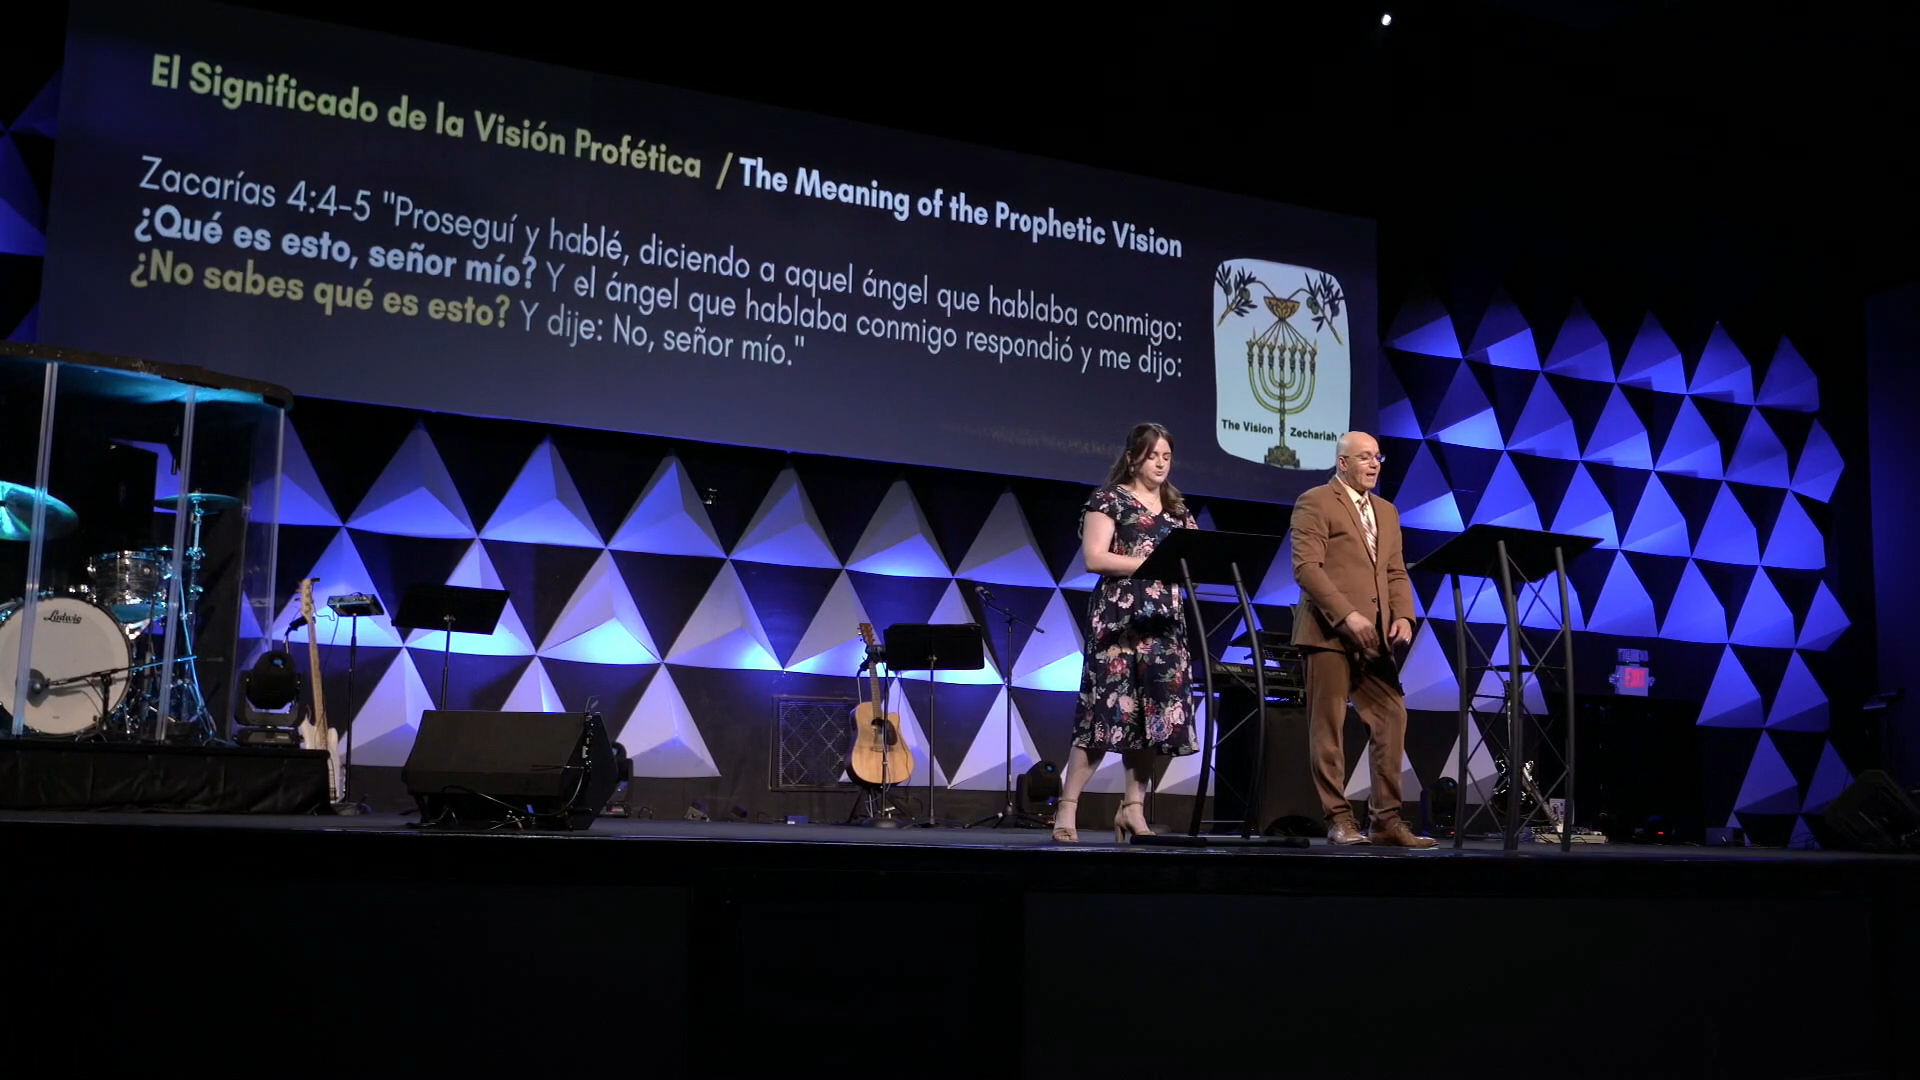 El Significado de la Visión Profética / The Meaning of the Prophetic Vision
Zacarías 4:4-5 "Proseguí y hablé, diciendo a aquel ángel que hablaba conmigo:
¿Qué es esto, señor mío? Y el ángel que hablaba conmigo respondió y me dijo:
¿No sabes qué es esto? Y dije: No, señor mío."
The Vision Zechariah
Ludwig
EXIT